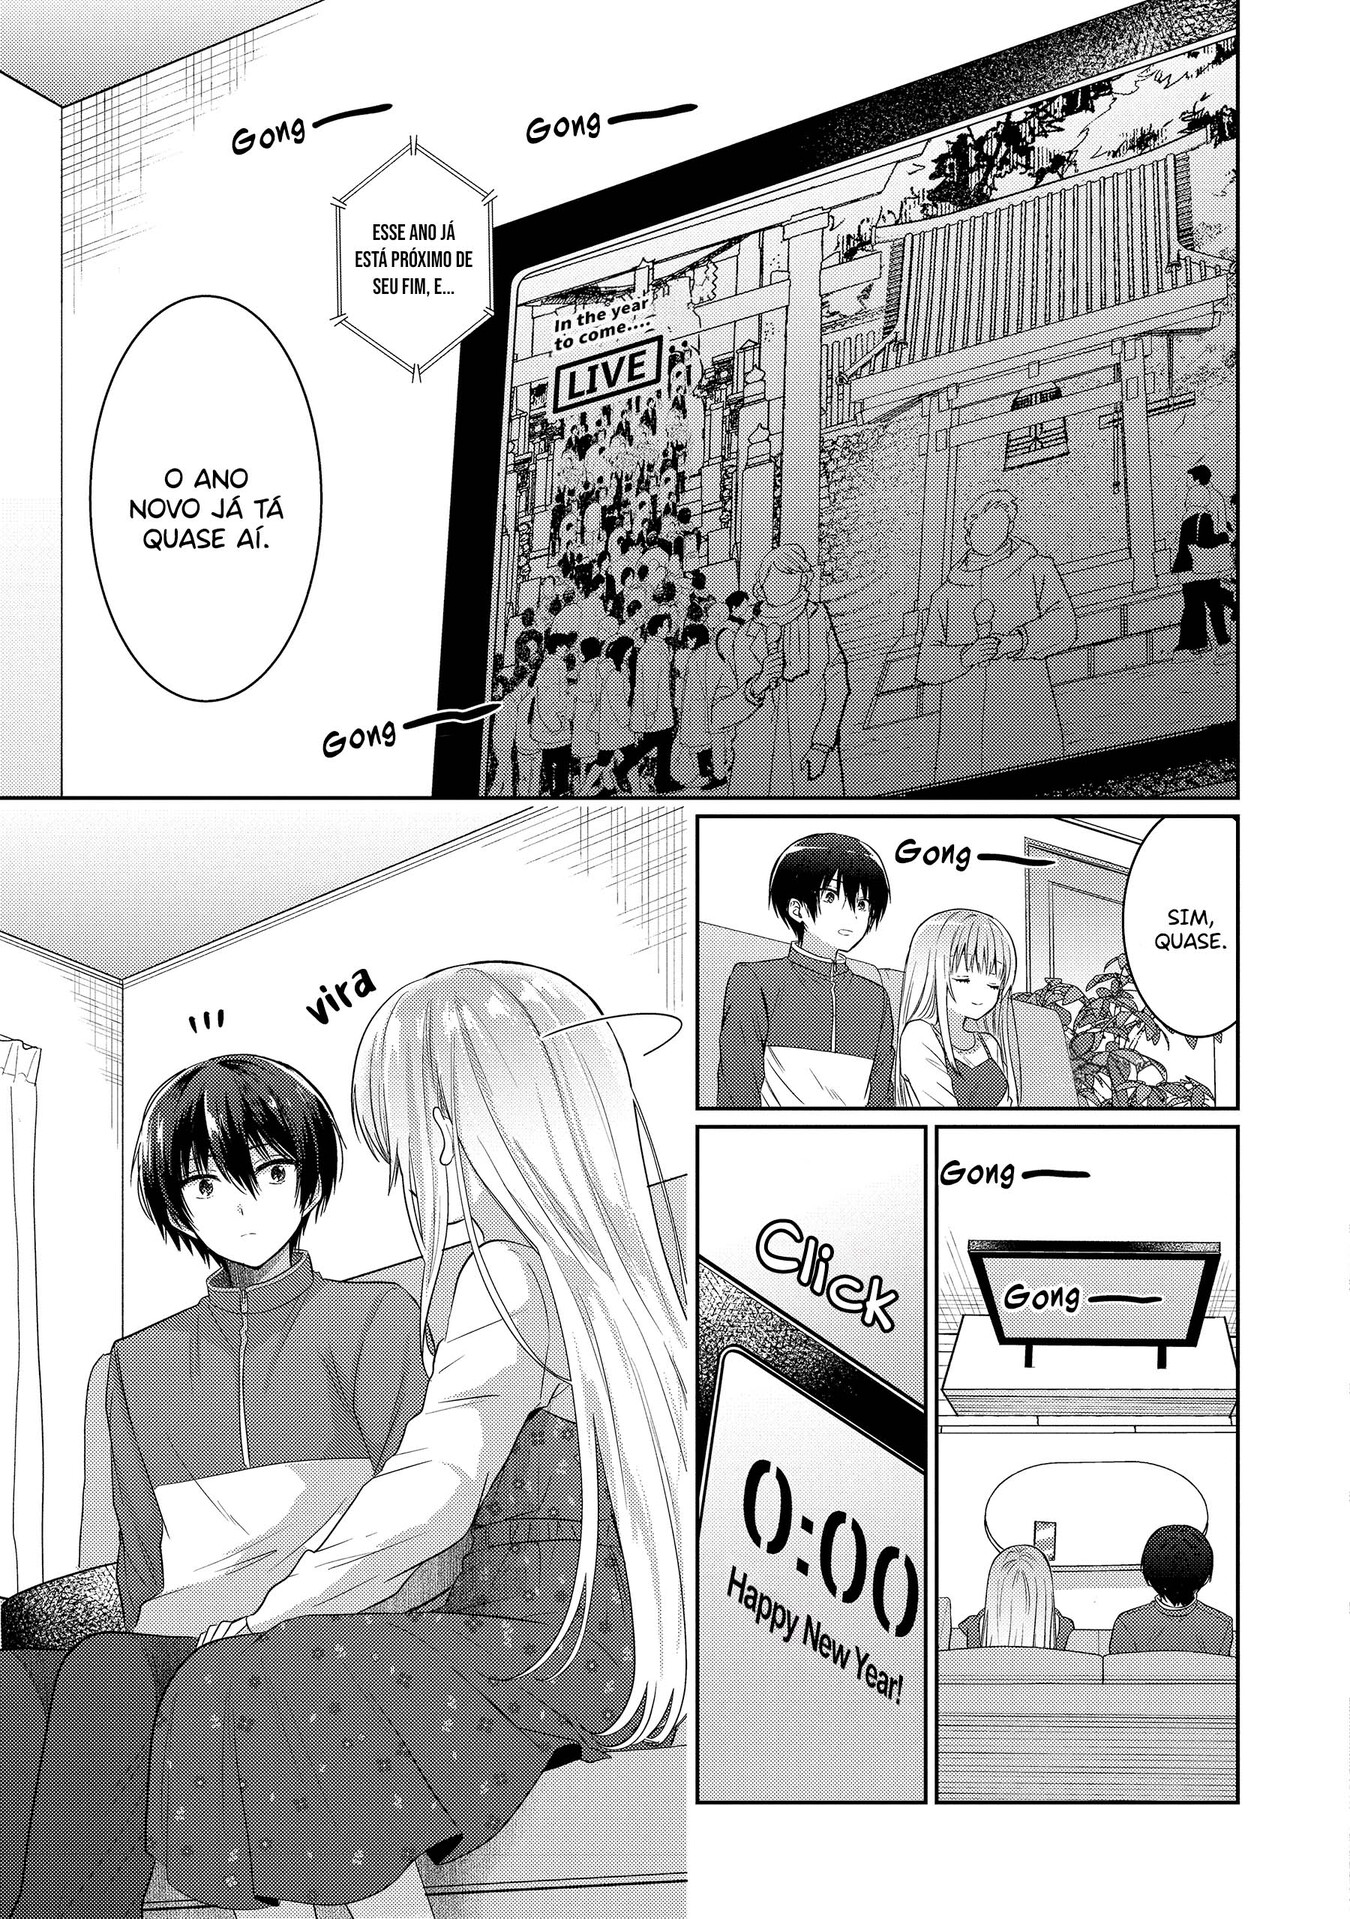 Gong
Gong
ESSE ANO JÁ
ESTÁ PRÓXIMO DE
SEU FIM, E...
In the year
to come....
LIVE
O ANO
NOVO JÁ TÁ
QUASE AÍ.
Gong
Gong
SIM,
QUASE.
Gong
Gong
Click
0:00
Happy New Year!
vira